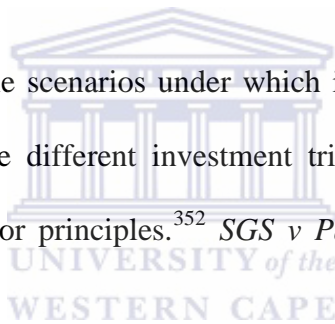 e scenarios under which i
e different investment tri
or principles.³⁵² SGS v P
UNIVERSITY of the
WESTERN CAPE